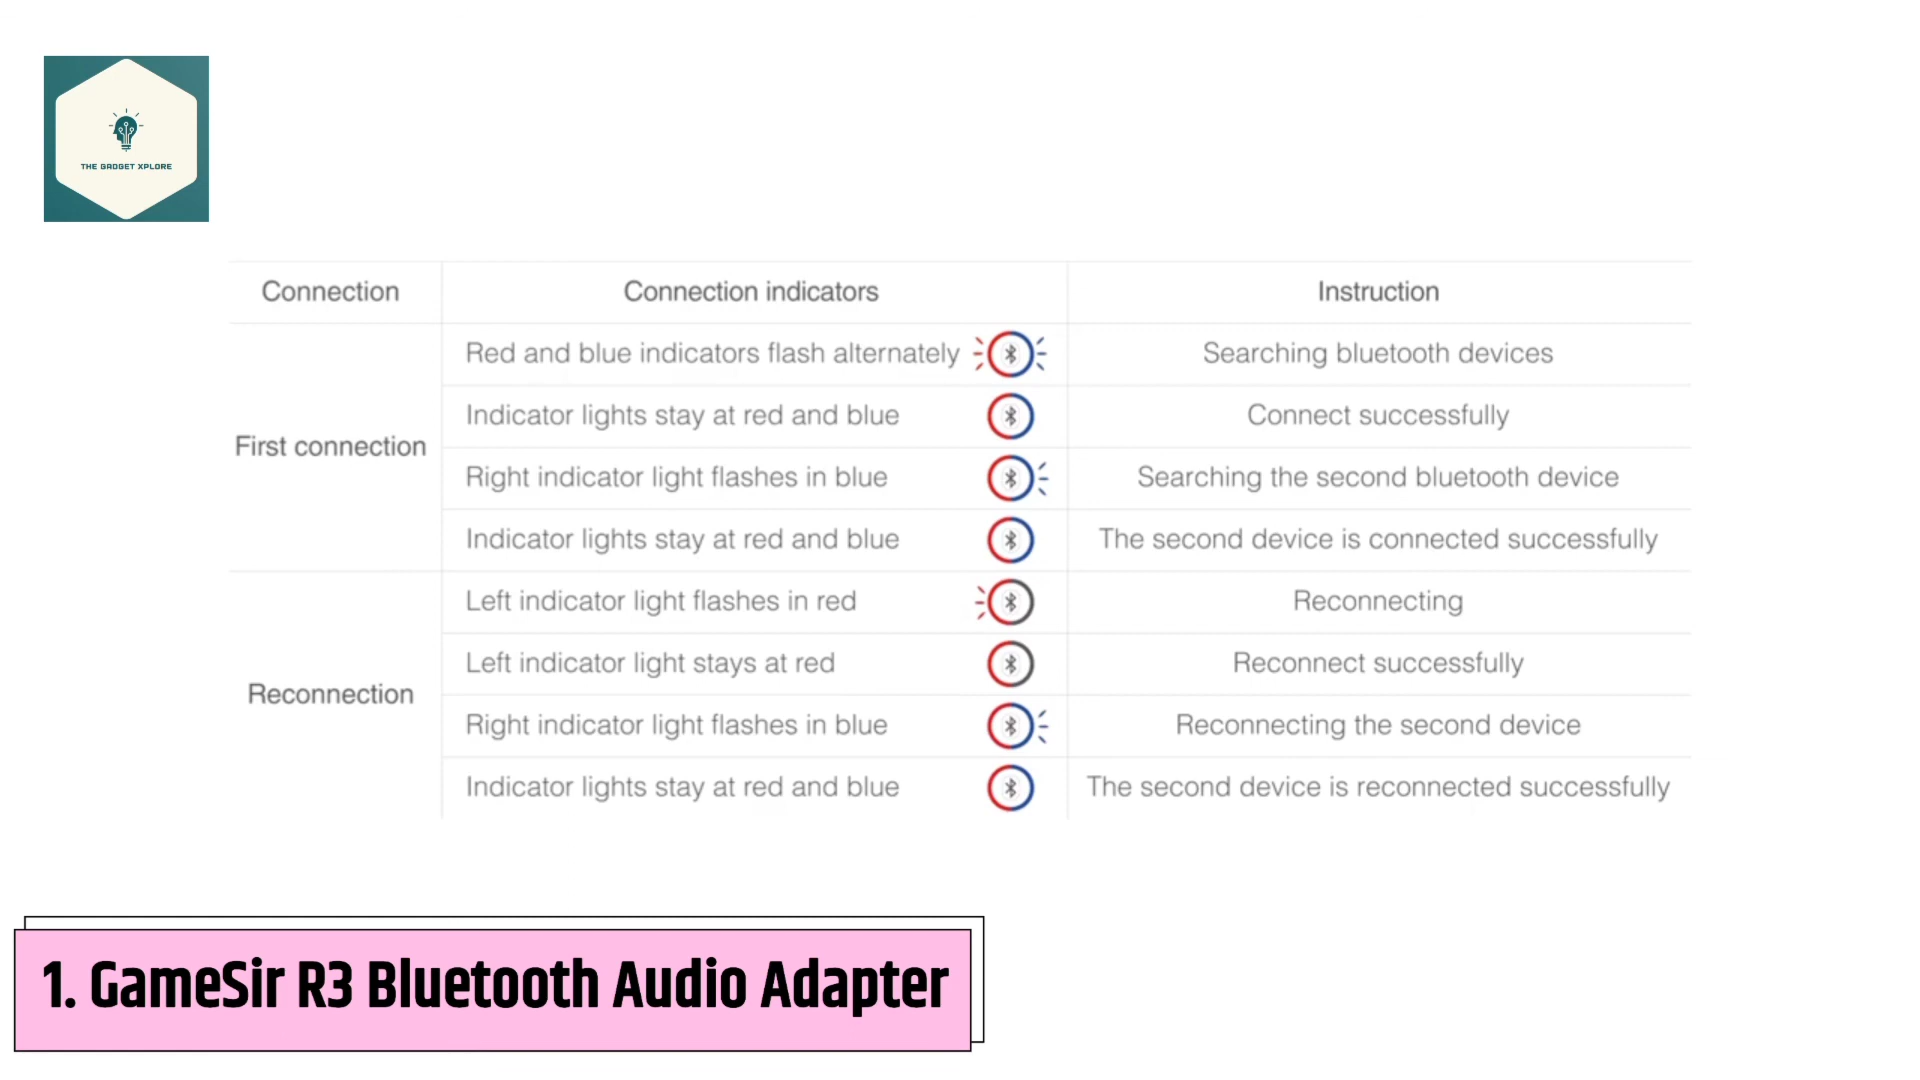 THE GADGET XPLORE
Connection Connection indicators Instruction
Red and blue indicators flash alternately Searching bluetooth devices
Indicator lights stay at red and blue Connect successfully
First connection
Right indicator light flashes in blue Searching the second bluetooth device
Indicator lights stay at red and blue The second device is connected successfully
Left indicator light flashes in red Reconnecting
Left indicator light stays at red Reconnect successfully
Reconnection
Right indicator light flashes in blue Reconnecting the second device
Indicator lights stay at red and blue The second device is reconnected successfully
1. GameSir R3 Bluetooth Audio Adapter